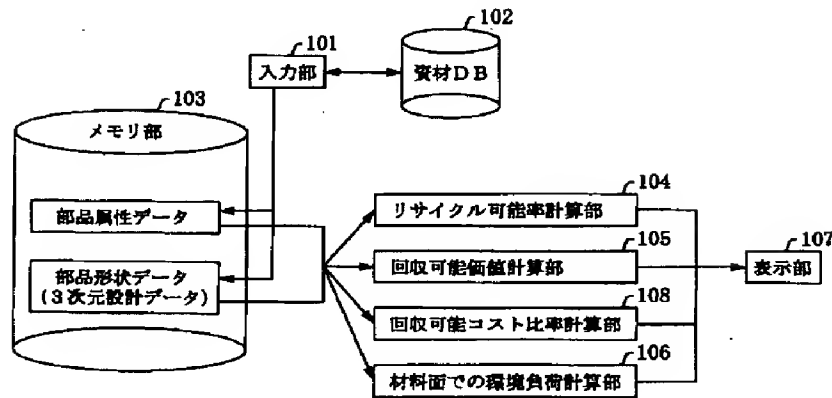 102
101
入力部
資材DB
103
メモリ部
部品属性データ
部品形状データ
(3次元設計データ)
104
リサイクル可能率計算部
105
回収可能価値計算部
107
表示部
108
回収可能コスト比率計算部
106
材料面での環境負荷計算部